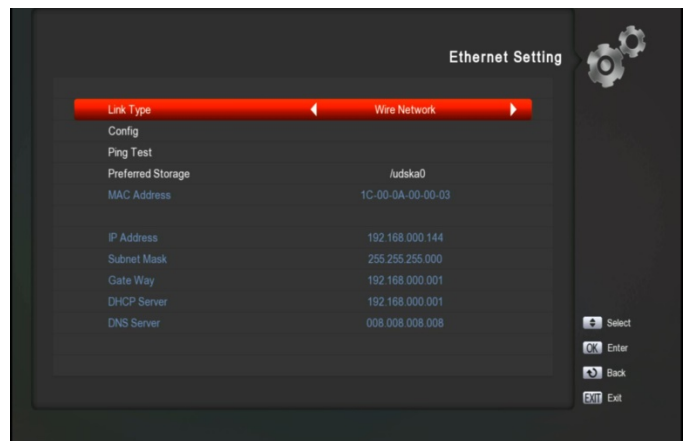 Ethernet Setting
Link Type Wire Network
Config
Ping Test
Preferred Storage /udska0
MAC Address 1C-00-0A-00-00-03
IP Address 192.168.000.144
Subnet Mask 255.255.255.000
Gate Way 192.168.000.001
DHCP Server 192.168.000.001
DNS Server 008.008.008.008
Select
OK Enter
Back
EXIT Exit